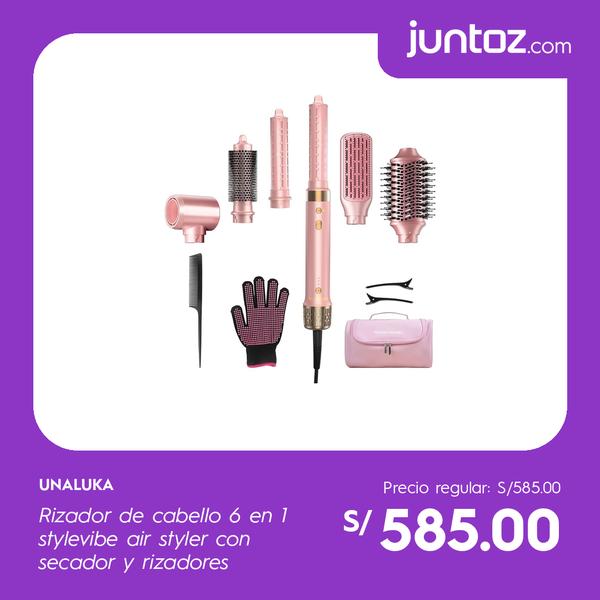 juntoz.com
UNALUKA
Rizador de cabello 6 en 1
stylevibe air styler con
secador y rizadores
Precio regular: S/585.00
S/ 585.00